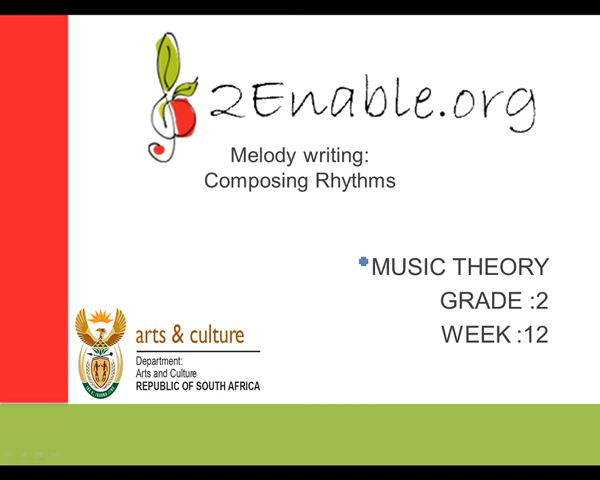 2Enable.org
Melody writing:
Composing Rhythms
MUSIC THEORY
GRADE :2
WEEK :12
arts & culture
Department:
Arts and Culture
REPUBLIC OF SOUTH AFRICA